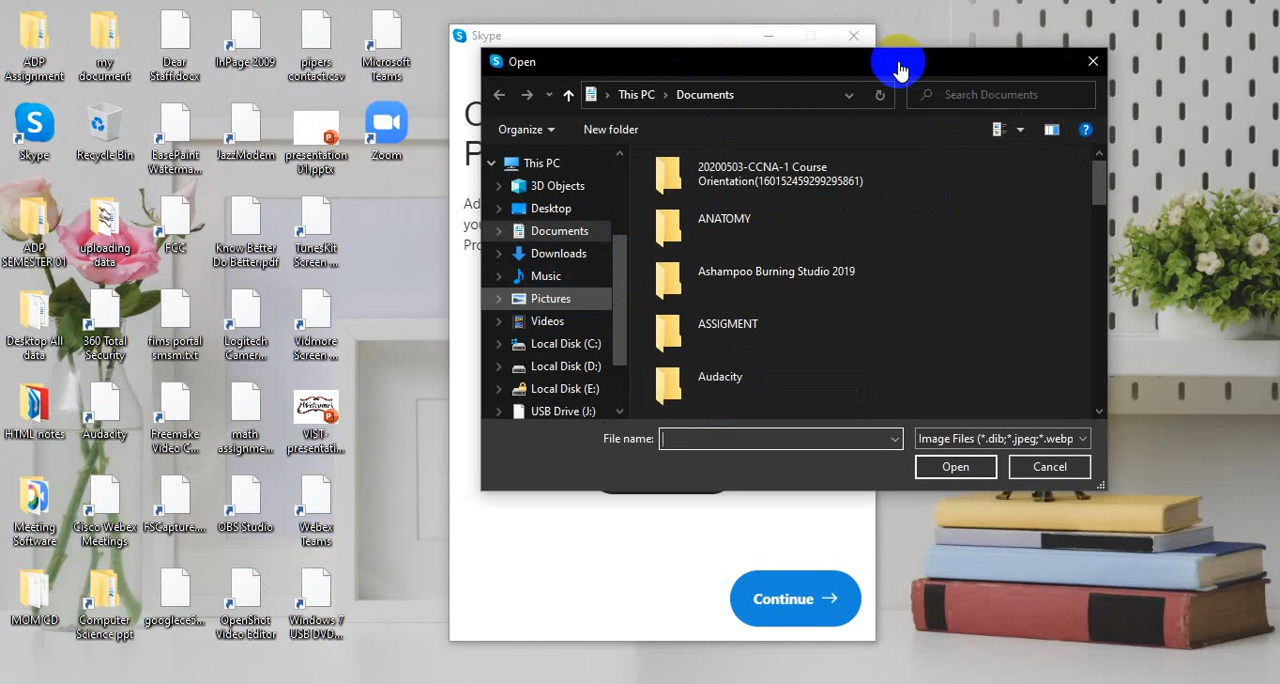 ADP
Assignment
my
document
Dear
Staff.docx
InPage 2009
pipers
contact.csv
Microsoft
Teams
Skype
Recycle Bin
EasePaint
Waterma...
JazzModem
presentation
01.pptx
Zoom
ADP
SEMESTER 01
uploading
data
FCC
Know Better
Do Better.pdf
TunesKit
Screen ...
Desktop All
data
360 Total
Security
fims portal
smsm.txt
Logitech
Camer...
Vidmore
Screen ...
HTML notes
Audacity
Freemake
Video C...
math
assignme...
VIST-
presentati...
Meeting
Software
Cisco Webex
Meetings
FSCapture....
OBS Studio
Webex
Teams
MOM CD
Computer
Science ppt
googlece3...
OpenShot
Video Editor
Windows 7
USB DVD...
Skype
Open
This PC > Documents
Search Documents
Organize
New folder
This PC
3D Objects
Desktop
Documents
Downloads
Music
Pictures
Videos
Local Disk (C:)
Local Disk (D:)
Local Disk (E:)
USB Drive (J:)
20200503-CCNA-1 Course
Orientation(160152459299295861)
ANATOMY
Ashampoo Burning Studio 2019
ASSIGMENT
Audacity
File name:
Image Files (*.dib;*.jpeg;*.webp
Open
Cancel
Continue →